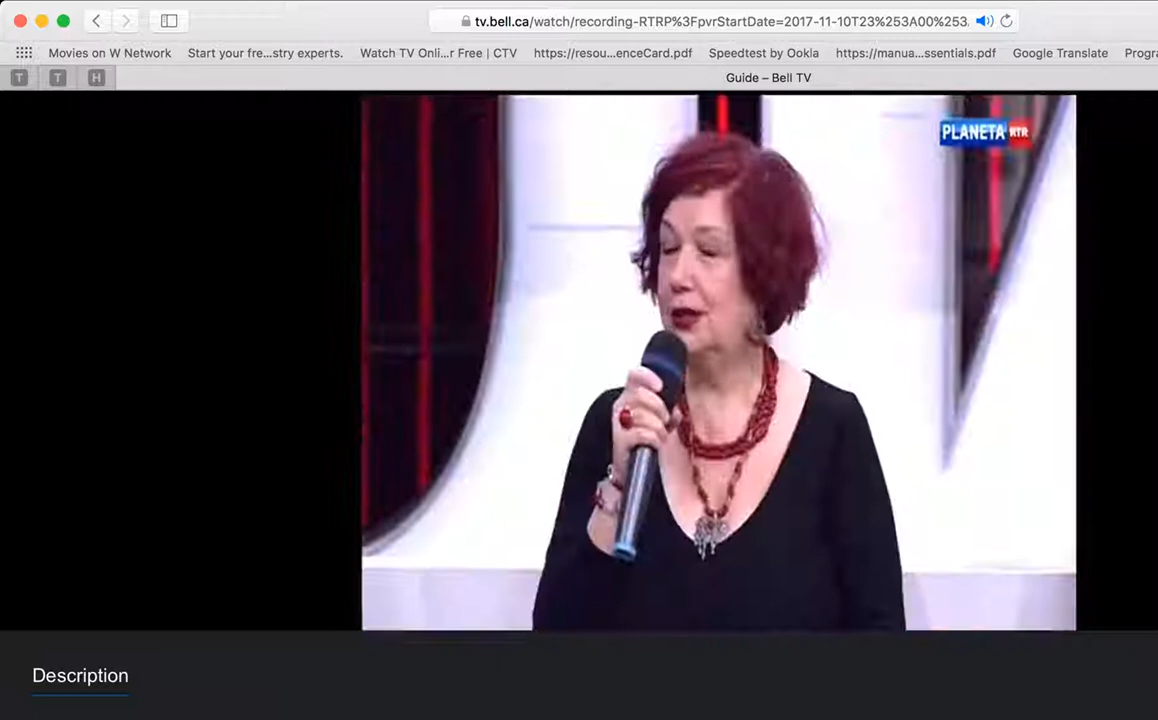 tv.bell.ca/watch/recording-RTRP%3FpvrStartDate=2017-11-10T23%253A00%253.
Movies on W Network Start your fre...stry experts. Watch TV Onli...r Free | CTV https://resou...enceCard.pdf Speedtest by Ookla https://manua...ssentials.pdf Google Translate Progra
T T H Guide – Bell TV
PLANETA RTR
Description